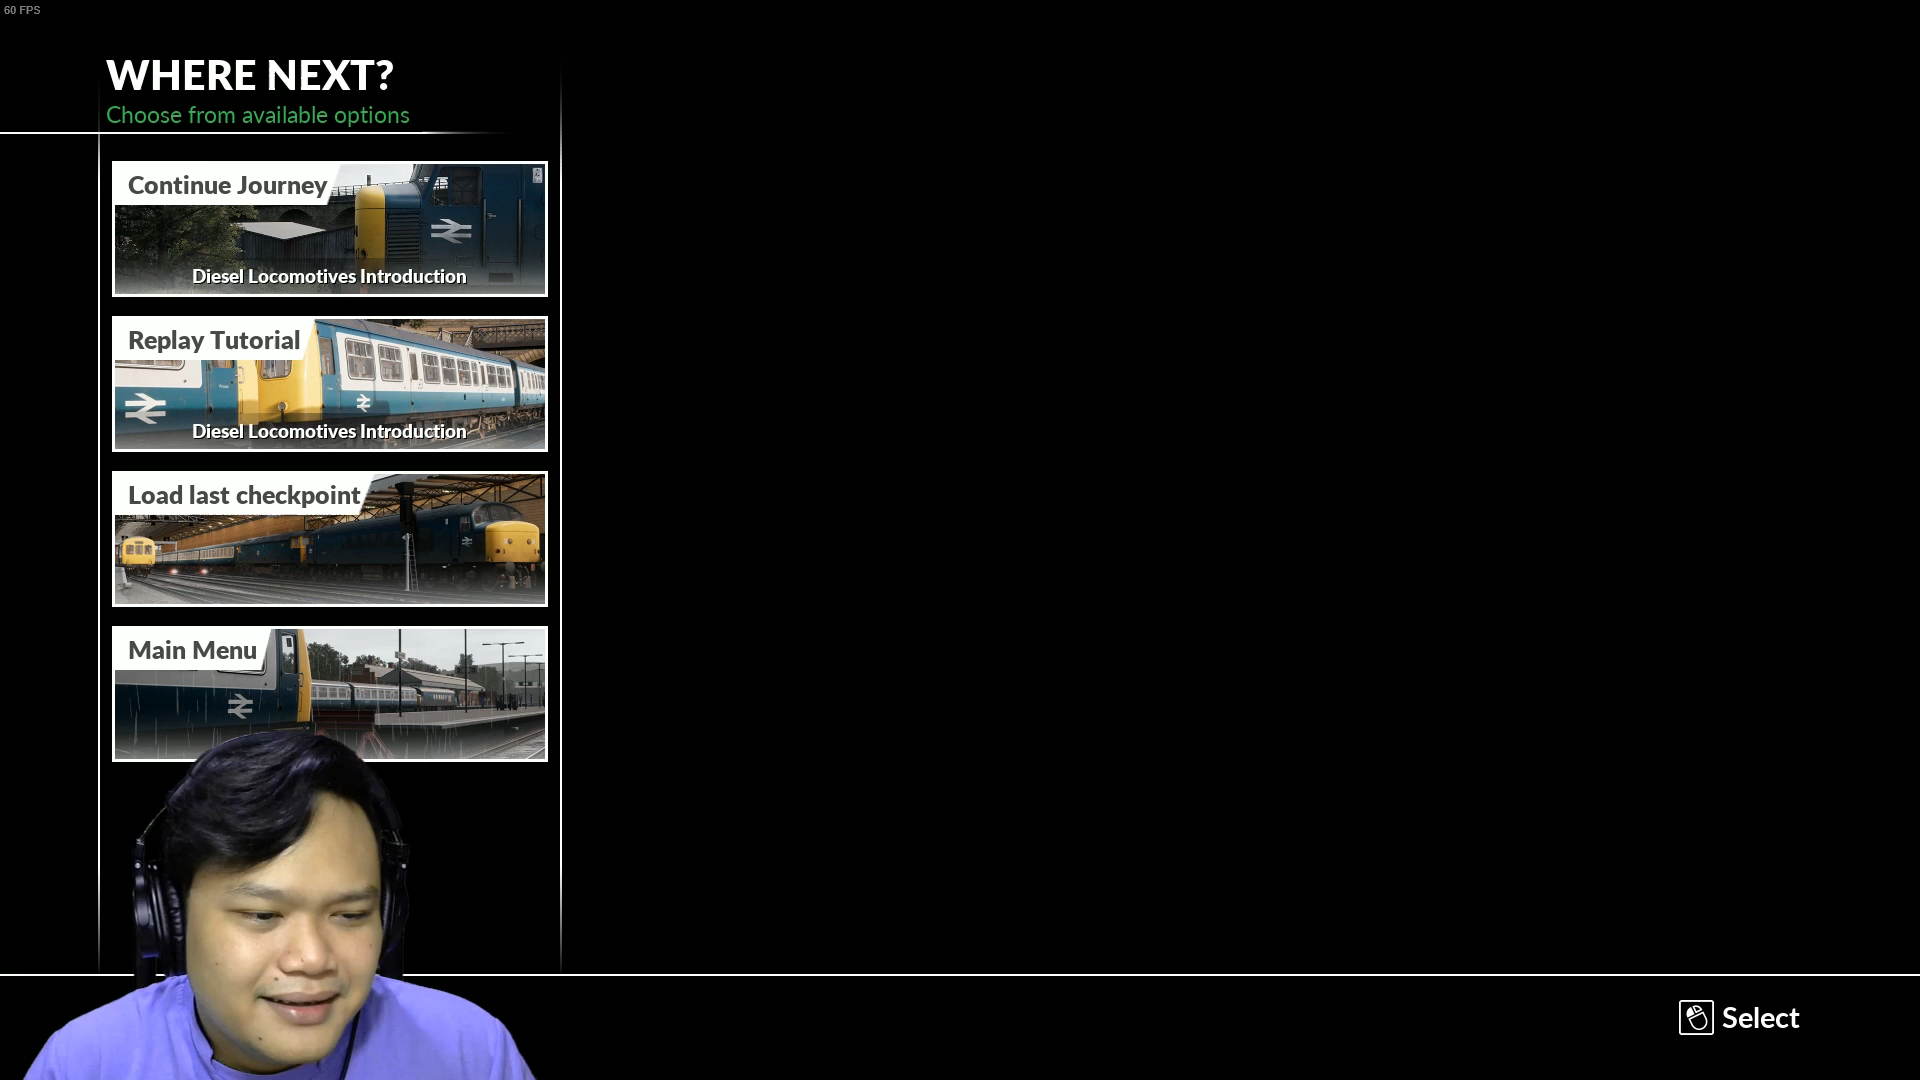 60 FPS
WHERE NEXT?
Choose from available options
Continue Journey
Diesel Locomotives Introduction
Replay Tutorial
Diesel Locomotives Introduction
Load last checkpoint
Main Menu
Select